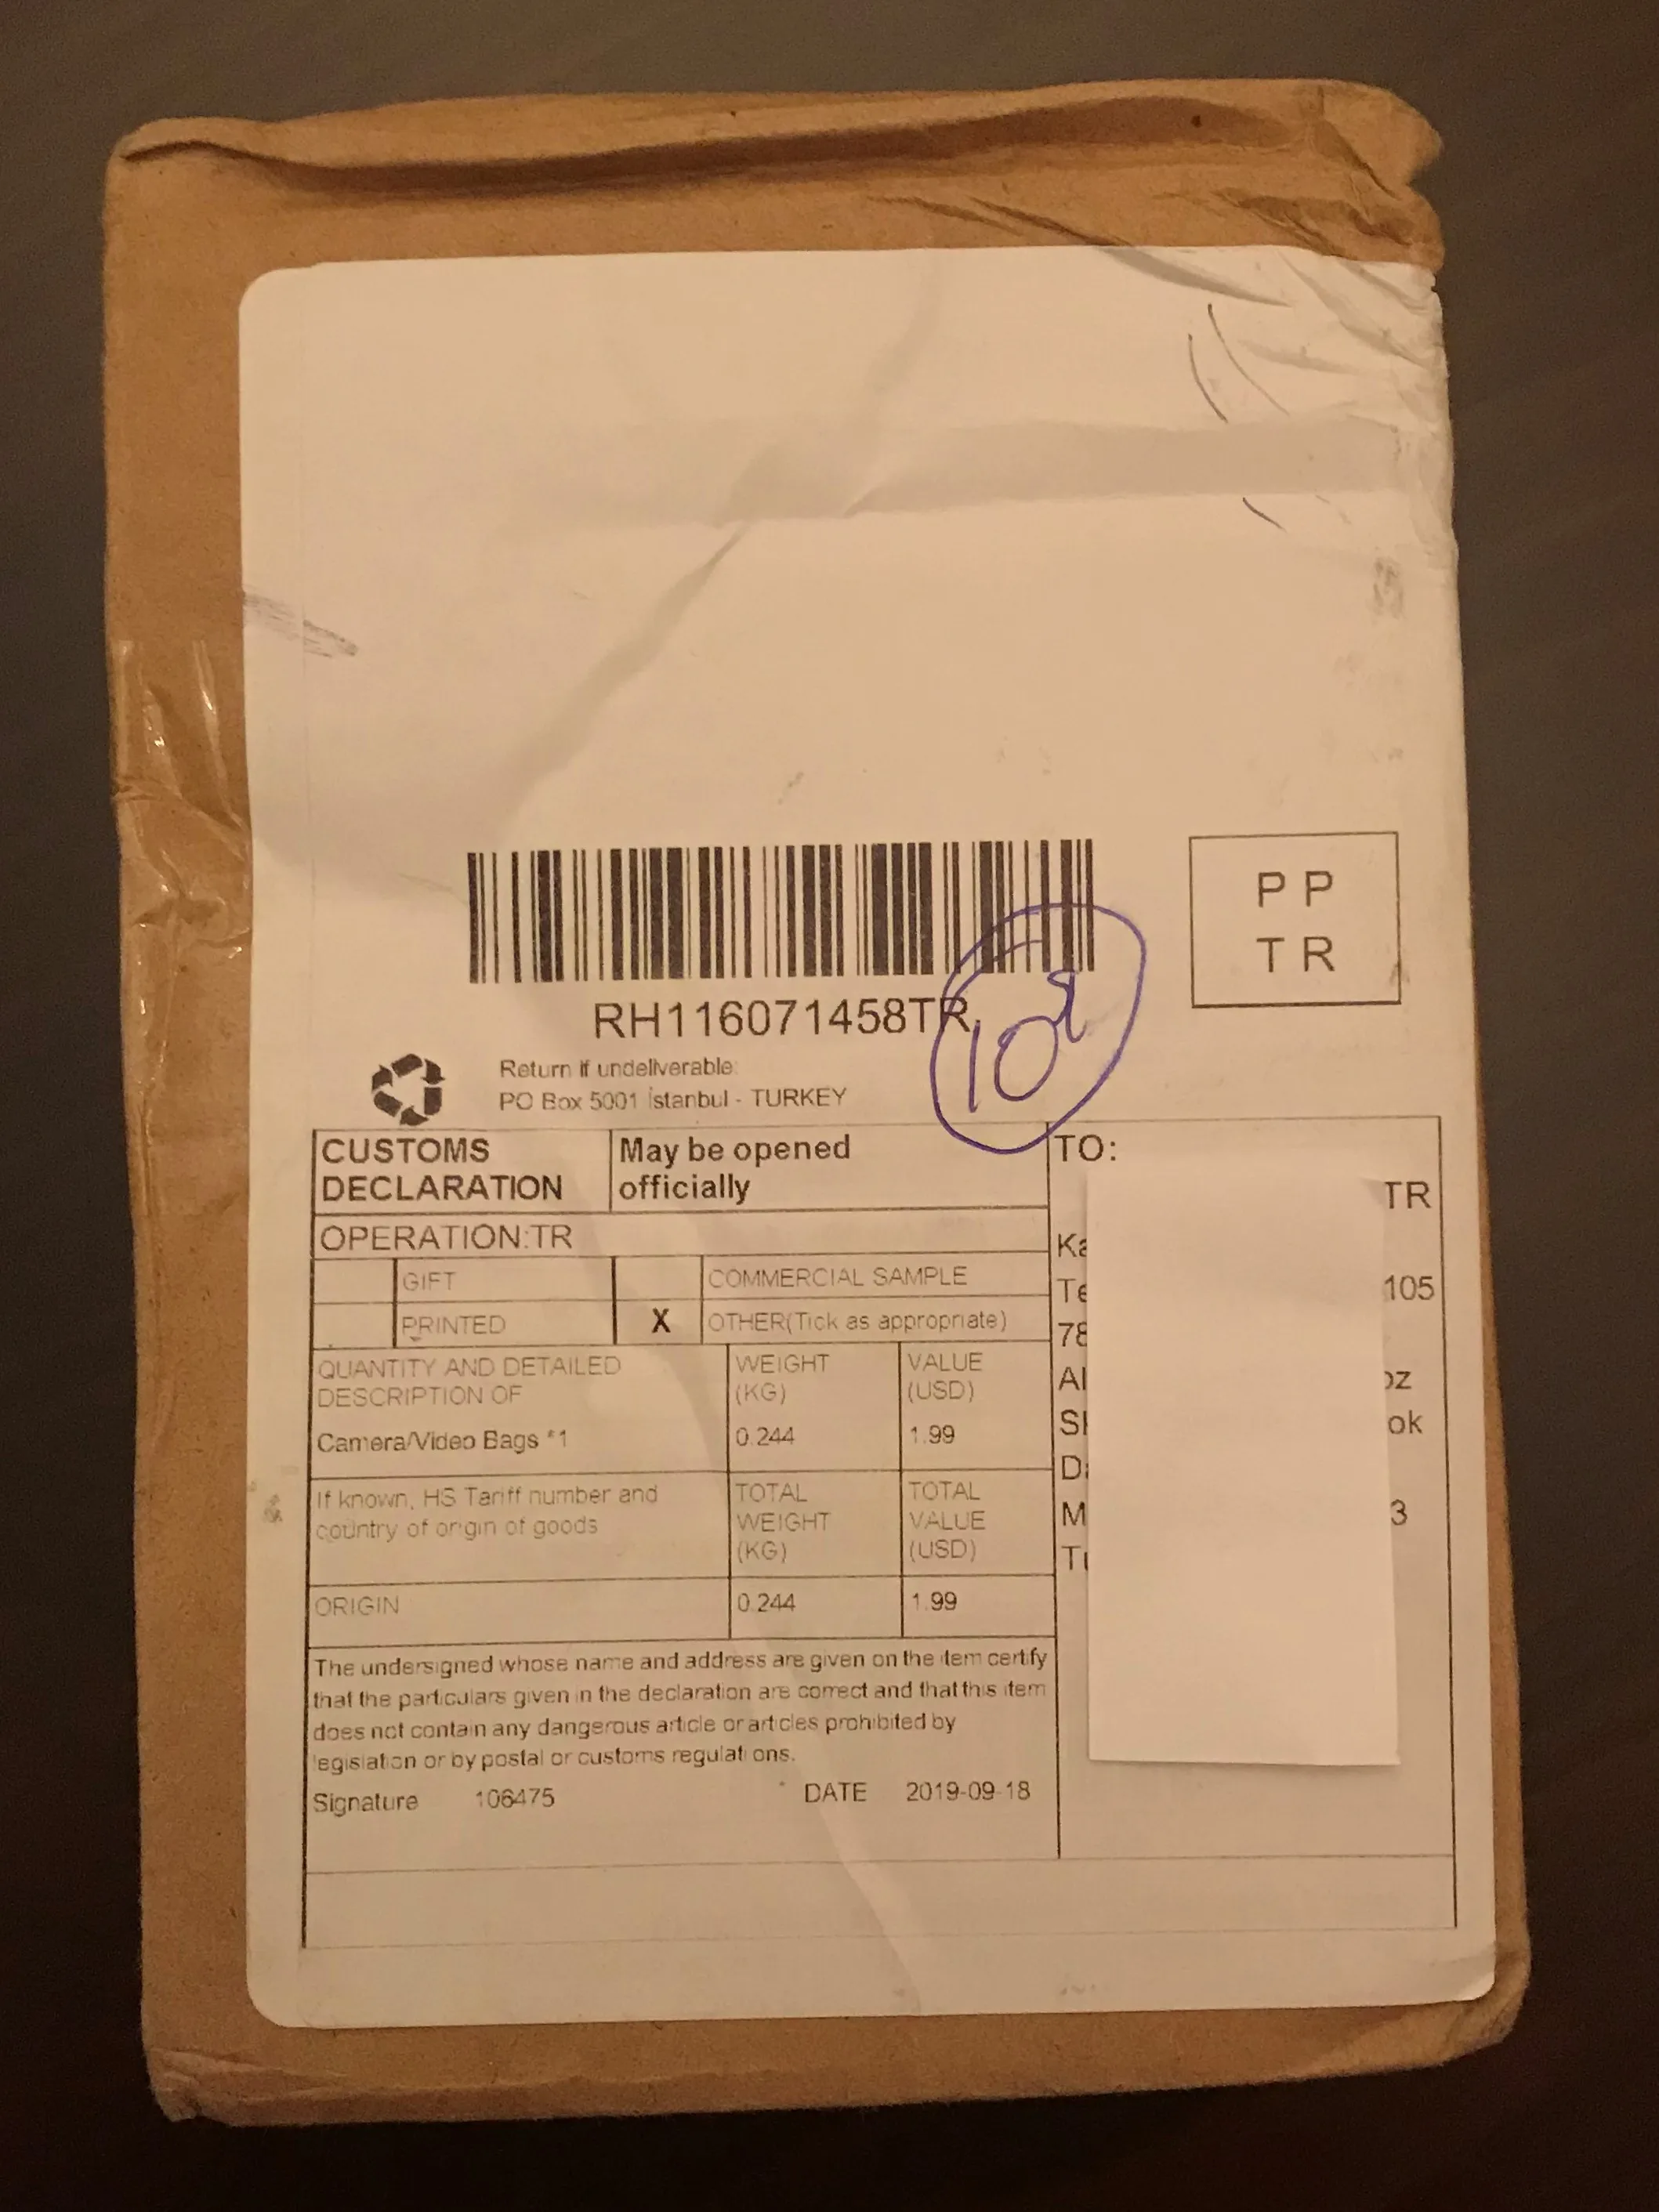 RH116071458TR
PP
TR
Return if undeliverable:
PO Box 5001 İstanbul - TURKEY
CUSTOMS
DECLARATION
May be opened
officially
OPERATION:TR
GIFT
COMMERCIAL SAMPLE
PRINTED
X
OTHER(Tick as appropriate)
QUANTITY AND DETAILED
DESCRIPTION OF
WEIGHT
(KG)
VALUE
(USD)
Camera/Video Bags *1
0.244
1.99
If known, HS Tariff number and
country of origin of goods
TOTAL
WEIGHT
(KG)
TOTAL
VALUE
(USD)
ORIGIN
0.244
1.99
The undersigned whose name and address are given on the item certify
that the particulars given in the declaration are correct and that this item
does not contain any dangerous article or articles prohibited by
legislation or by postal or customs regulations.
Signature 106475
DATE 2019-09-18
TO:
TR
105
78
3